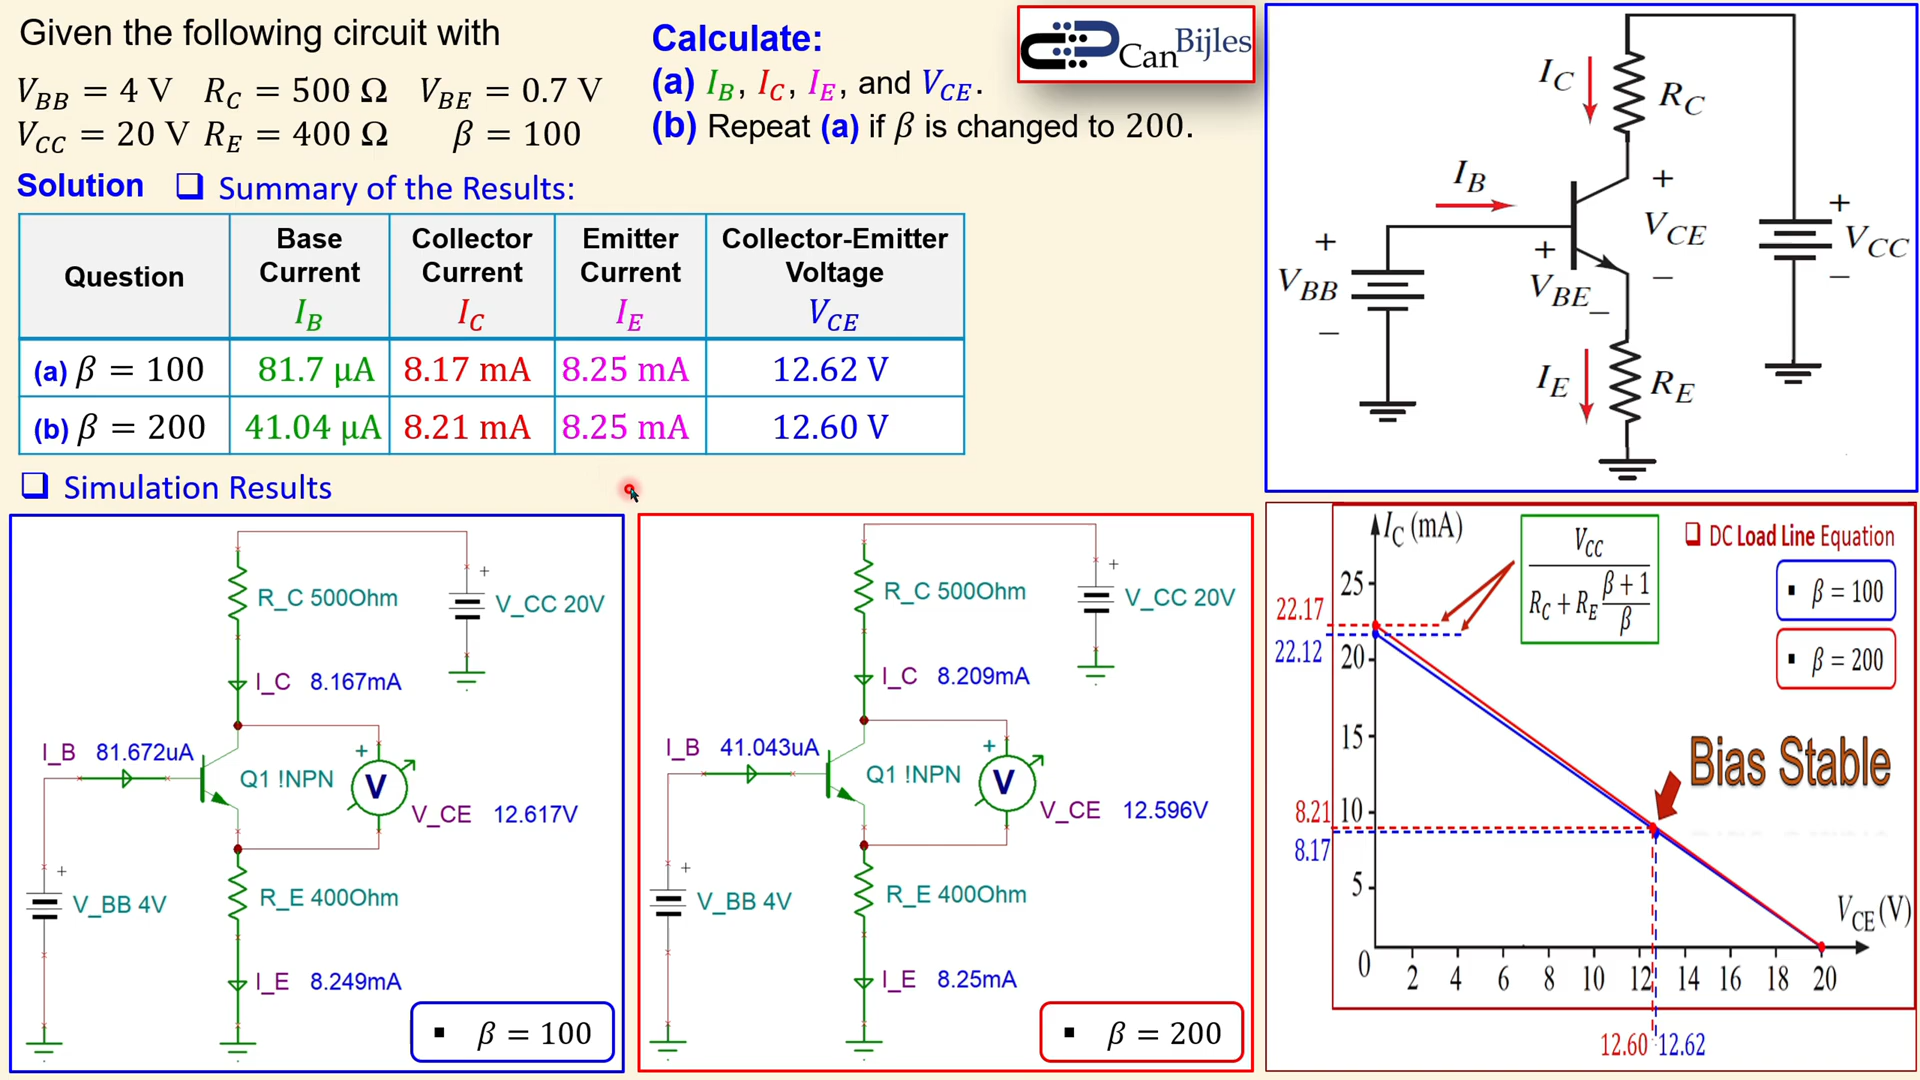 Given the following circuit with
V_BB = 4 V R_C = 500 Ω V_BE = 0.7 V
V_CC = 20 V R_E = 400 Ω β = 100
Calculate:
(a) I_B, I_C, I_E, and V_CE.
(b) Repeat (a) if β is changed to 200.
CanBijles
Solution ❑ Summary of the Results:
Question
Base Current I_B
Collector Current I_C
Emitter Current I_E
Collector-Emitter Voltage V_CE
(a) β = 100 81.7 μA 8.17 mA 8.25 mA 12.62 V
(b) β = 200 41.04 μA 8.21 mA 8.25 mA 12.60 V
❑ Simulation Results
R_C 500Ohm
V_CC 20V
+
I_C 8.167mA
I_B 81.672uA
Q1 !NPN
+
V
V_CE 12.617V
+
V_BB 4V
R_E 400Ohm
I_E 8.249mA
▪ β = 100
R_C 500Ohm
V_CC 20V
+
I_C 8.209mA
I_B 41.043uA
Q1 !NPN
+
V
V_CE 12.596V
+
V_BB 4V
R_E 400Ohm
I_E 8.25mA
▪ β = 200
I_C
R_C
I_B
+
V_CE
−
+
V_CC
−
+
V_BB
−
+
V_BE
−
I_E
R_E
I_C (mA)
V_CC
R_C + R_E β + 1
β
❑ DC Load Line Equation
▪ β = 100
▪ β = 200
25
22.17
22.12
20
15
Bias Stable
10
8.21
8.17
5
V_CE (V)
0 2 4 6 8 10 12 14 16 18 20
12.60 12.62